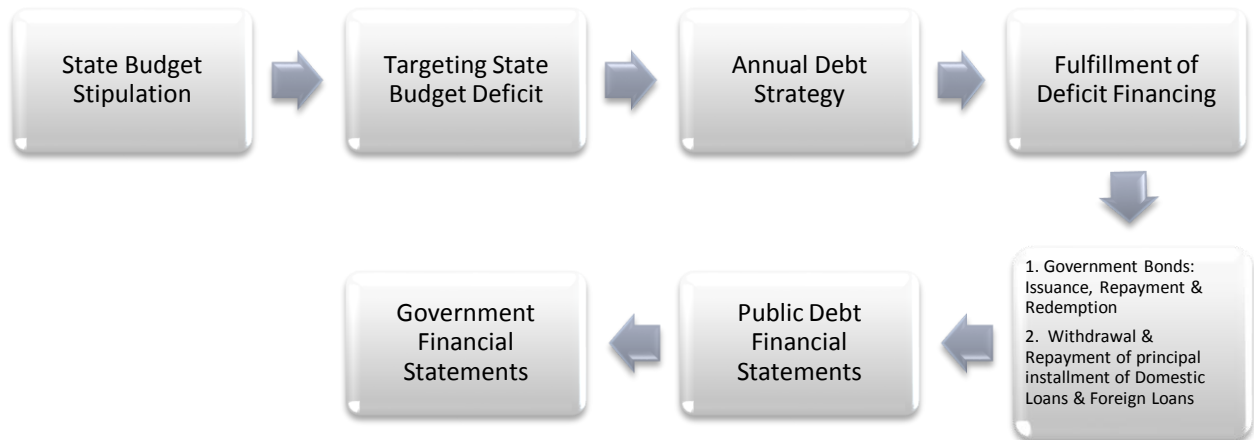 State Budget
Stipulation
Targeting State
Budget Deficit
Annual Debt
Strategy
Fulfillment of
Deficit Financing
1. Government Bonds:
Issuance, Repayment &
Redemption
2. Withdrawal &
Repayment of principal
installment of Domestic
Loans & Foreign Loans
Public Debt
Financial
Statements
Government
Financial
Statements